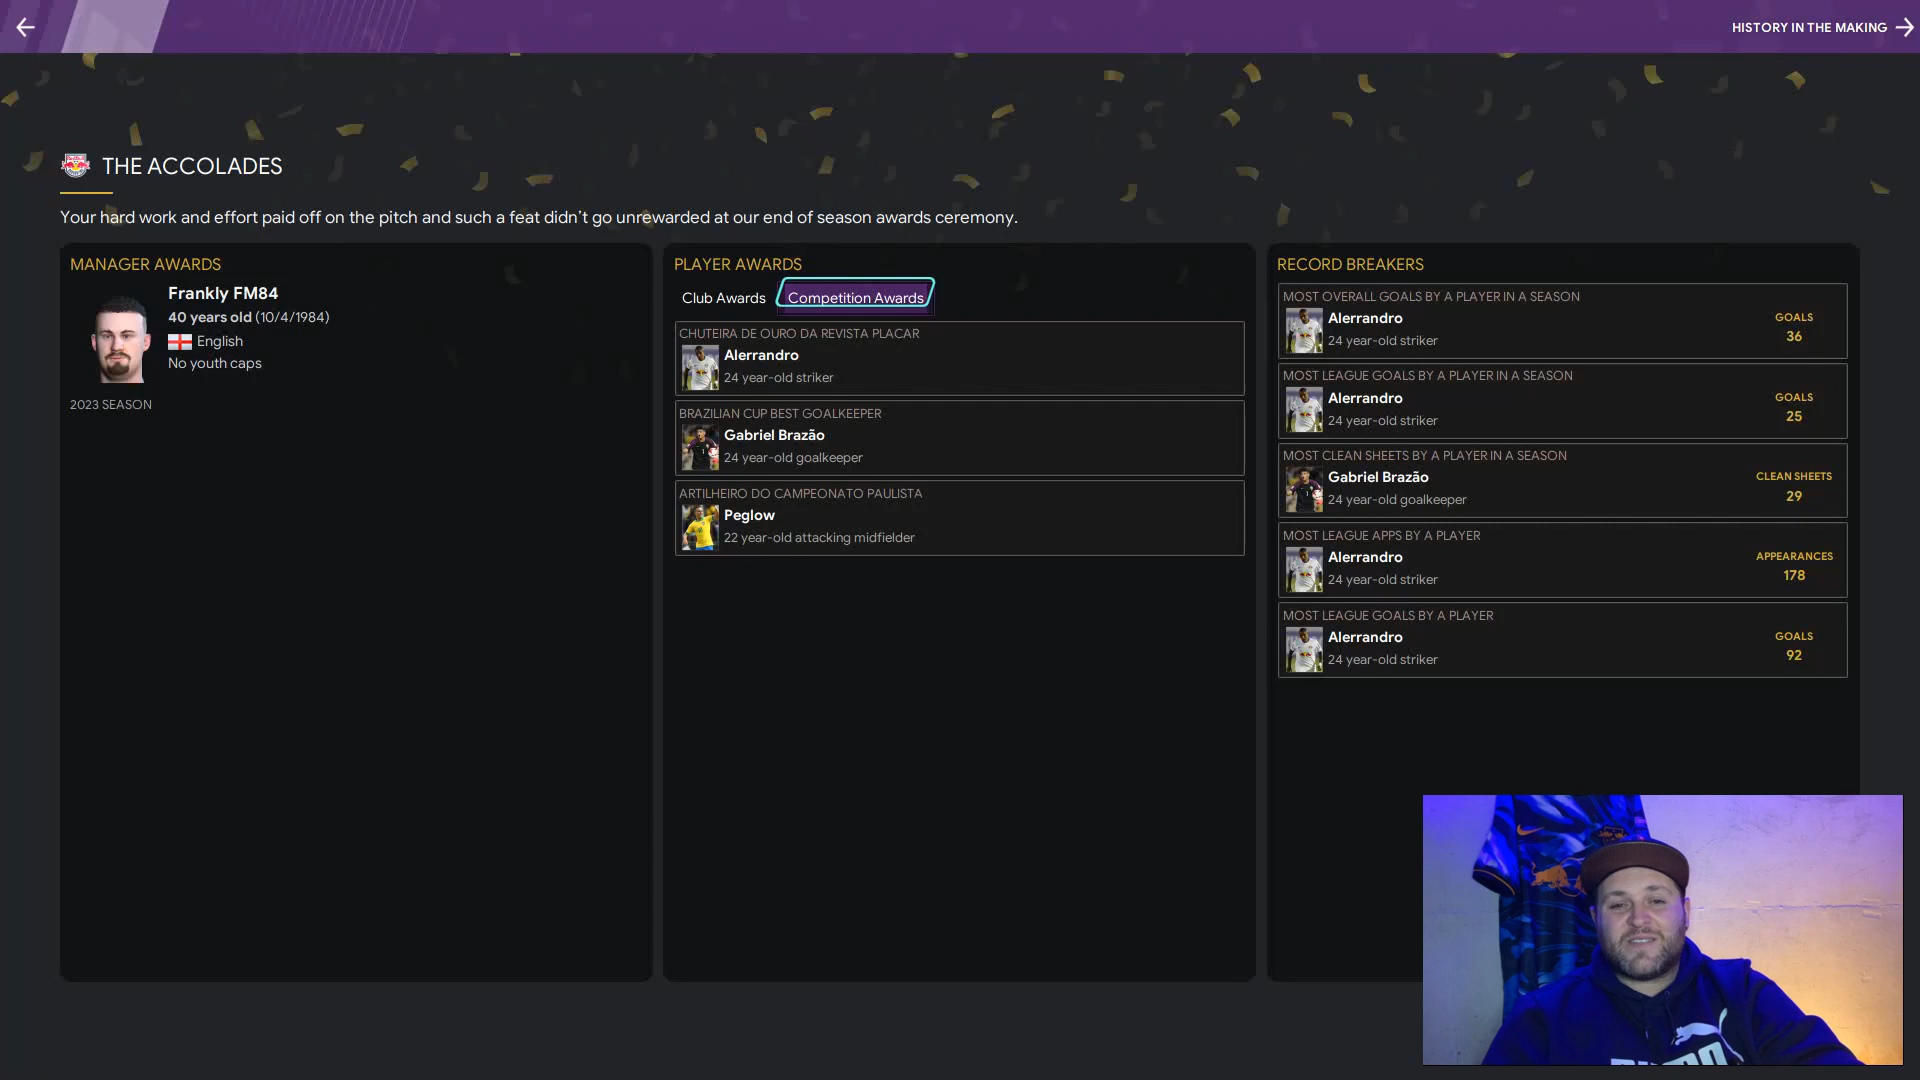 HISTORY IN THE MAKING
THE ACCOLADES
Your hard work and effort paid off on the pitch and such a feat didn't go unrewarded at our end of season awards ceremony.
MANAGER AWARDS
Frankly FM84
40 years old (10/4/1984)
English
No youth caps
2023 SEASON
PLAYER AWARDS
Club Awards
Competition Awards
CHUTEIRA DE OURO DA REVISTA PLACAR
Alerrandro
24 year-old striker
BRAZILIAN CUP BEST GOALKEEPER
Gabriel Brazão
24 year-old goalkeeper
ARTILHEIRO DO CAMPEONATO PAULISTA
Peglow
22 year-old attacking midfielder
RECORD BREAKERS
MOST OVERALL GOALS BY A PLAYER IN A SEASON
Alerrandro
24 year-old striker
GOALS
36
MOST LEAGUE GOALS BY A PLAYER IN A SEASON
Alerrandro
24 year-old striker
GOALS
25
MOST CLEAN SHEETS BY A PLAYER IN A SEASON
Gabriel Brazão
24 year-old goalkeeper
CLEAN SHEETS
29
MOST LEAGUE APPS BY A PLAYER
Alerrandro
24 year-old striker
APPEARANCES
178
MOST LEAGUE GOALS BY A PLAYER
Alerrandro
24 year-old striker
GOALS
92